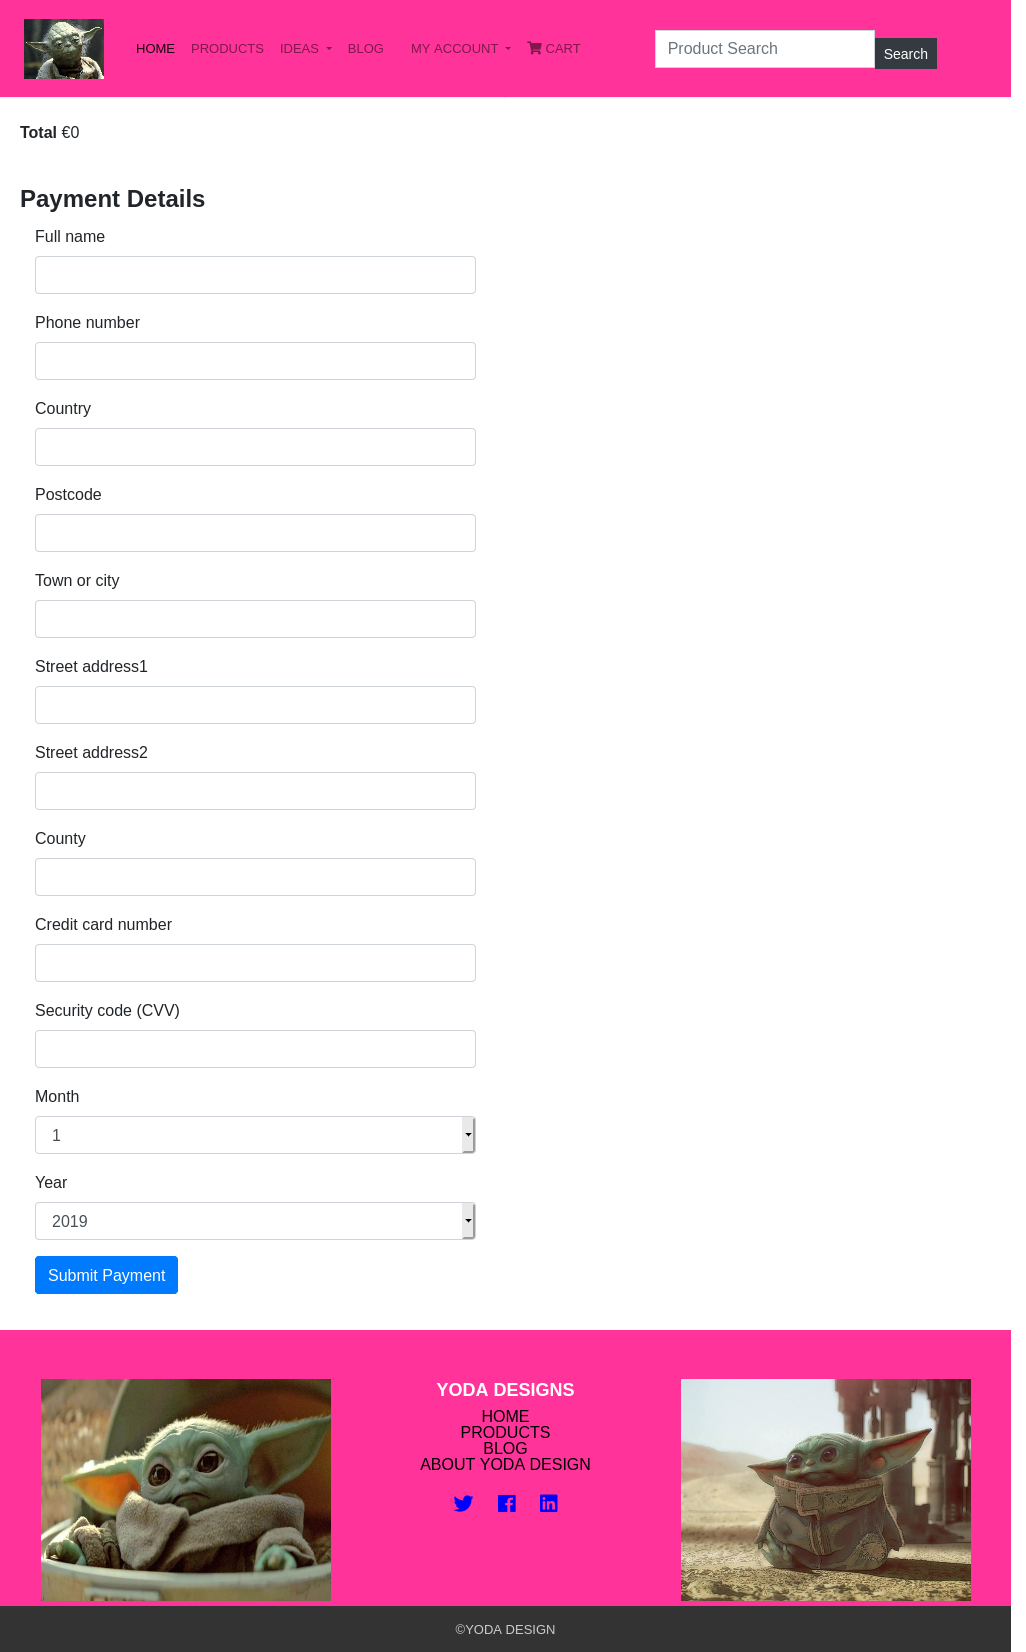 HOME PRODUCTS IDEAS BLOG MY ACCOUNT CART Product Search Search
Total €0
Payment Details
Full name
Phone number
Country
Postcode
Town or city
Street address1
Street address2
County
Credit card number
Security code (CVV)
Month
1
Year
2019
Submit Payment
YODA DESIGNS
HOME
PRODUCTS
BLOG
ABOUT YODA DESIGN
©YODA DESIGN